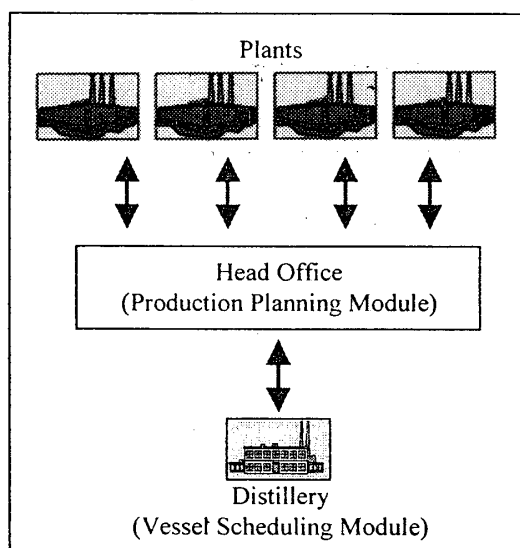 Plants
Head Office
(Production Planning Module)
Distillery
(Vessel Scheduling Module)